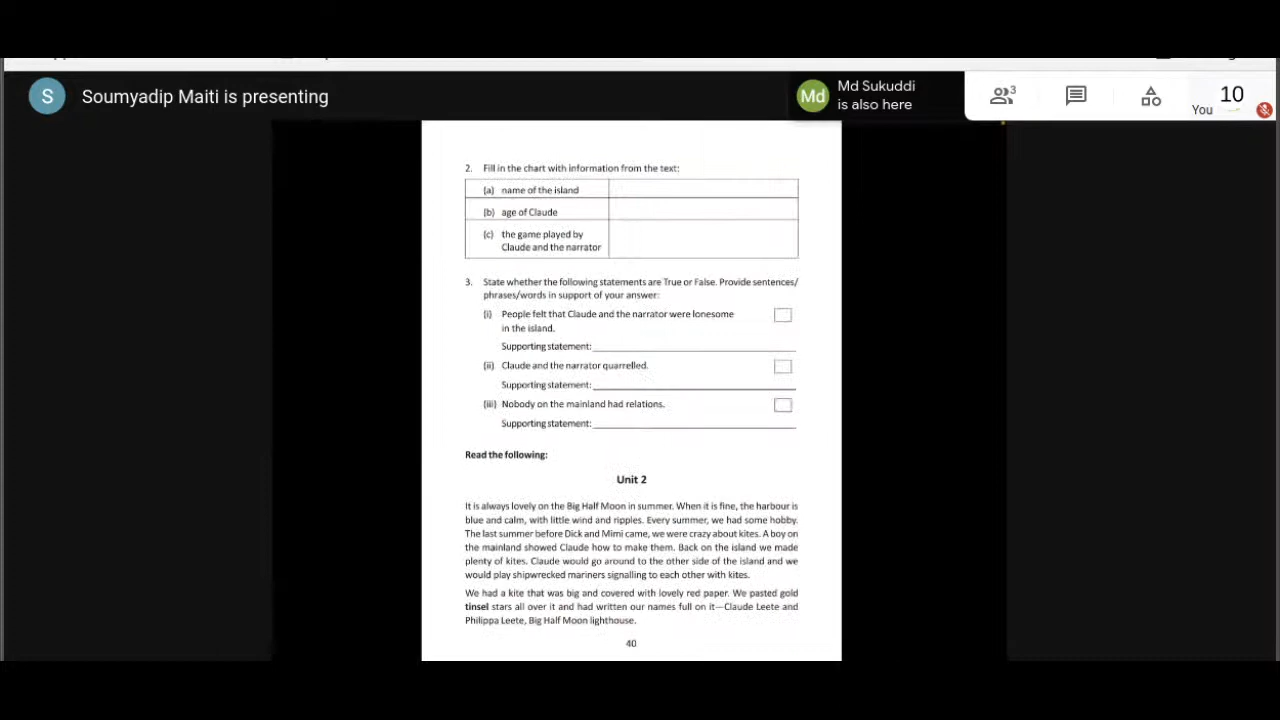 S
Soumyadip Maiti is presenting
Md
Md Sukuddi
is also here
3
10
You
2. Fill in the chart with information from the text:
(a) name of the island
(b) age of Claude
(c) the game played by
Claude and the narrator
3. State whether the following statements are True or False. Provide sentences/
phrases/words in support of your answer:
(i) People felt that Claude and the narrator were lonesome
in the island.
Supporting statement:
(ii) Claude and the narrator quarrelled.
Supporting statement:
(iii) Nobody on the mainland had relations.
Supporting statement:
Read the following:
Unit 2
It is always lovely on the Big Half Moon in summer. When it is fine, the harbour is
blue and calm, with little wind and ripples. Every summer, we had some hobby.
The last summer before Dick and Mimi came, we were crazy about kites. A boy on
the mainland showed Claude how to make them. Back on the island we made
plenty of kites. Claude would go around to the other side of the island and we
would play shipwrecked mariners signalling to each other with kites.
We had a kite that was big and covered with lovely red paper. We pasted gold
tinsel stars all over it and had written our names full on it—Claude Leete and
Philippa Leete, Big Half Moon lighthouse.
40